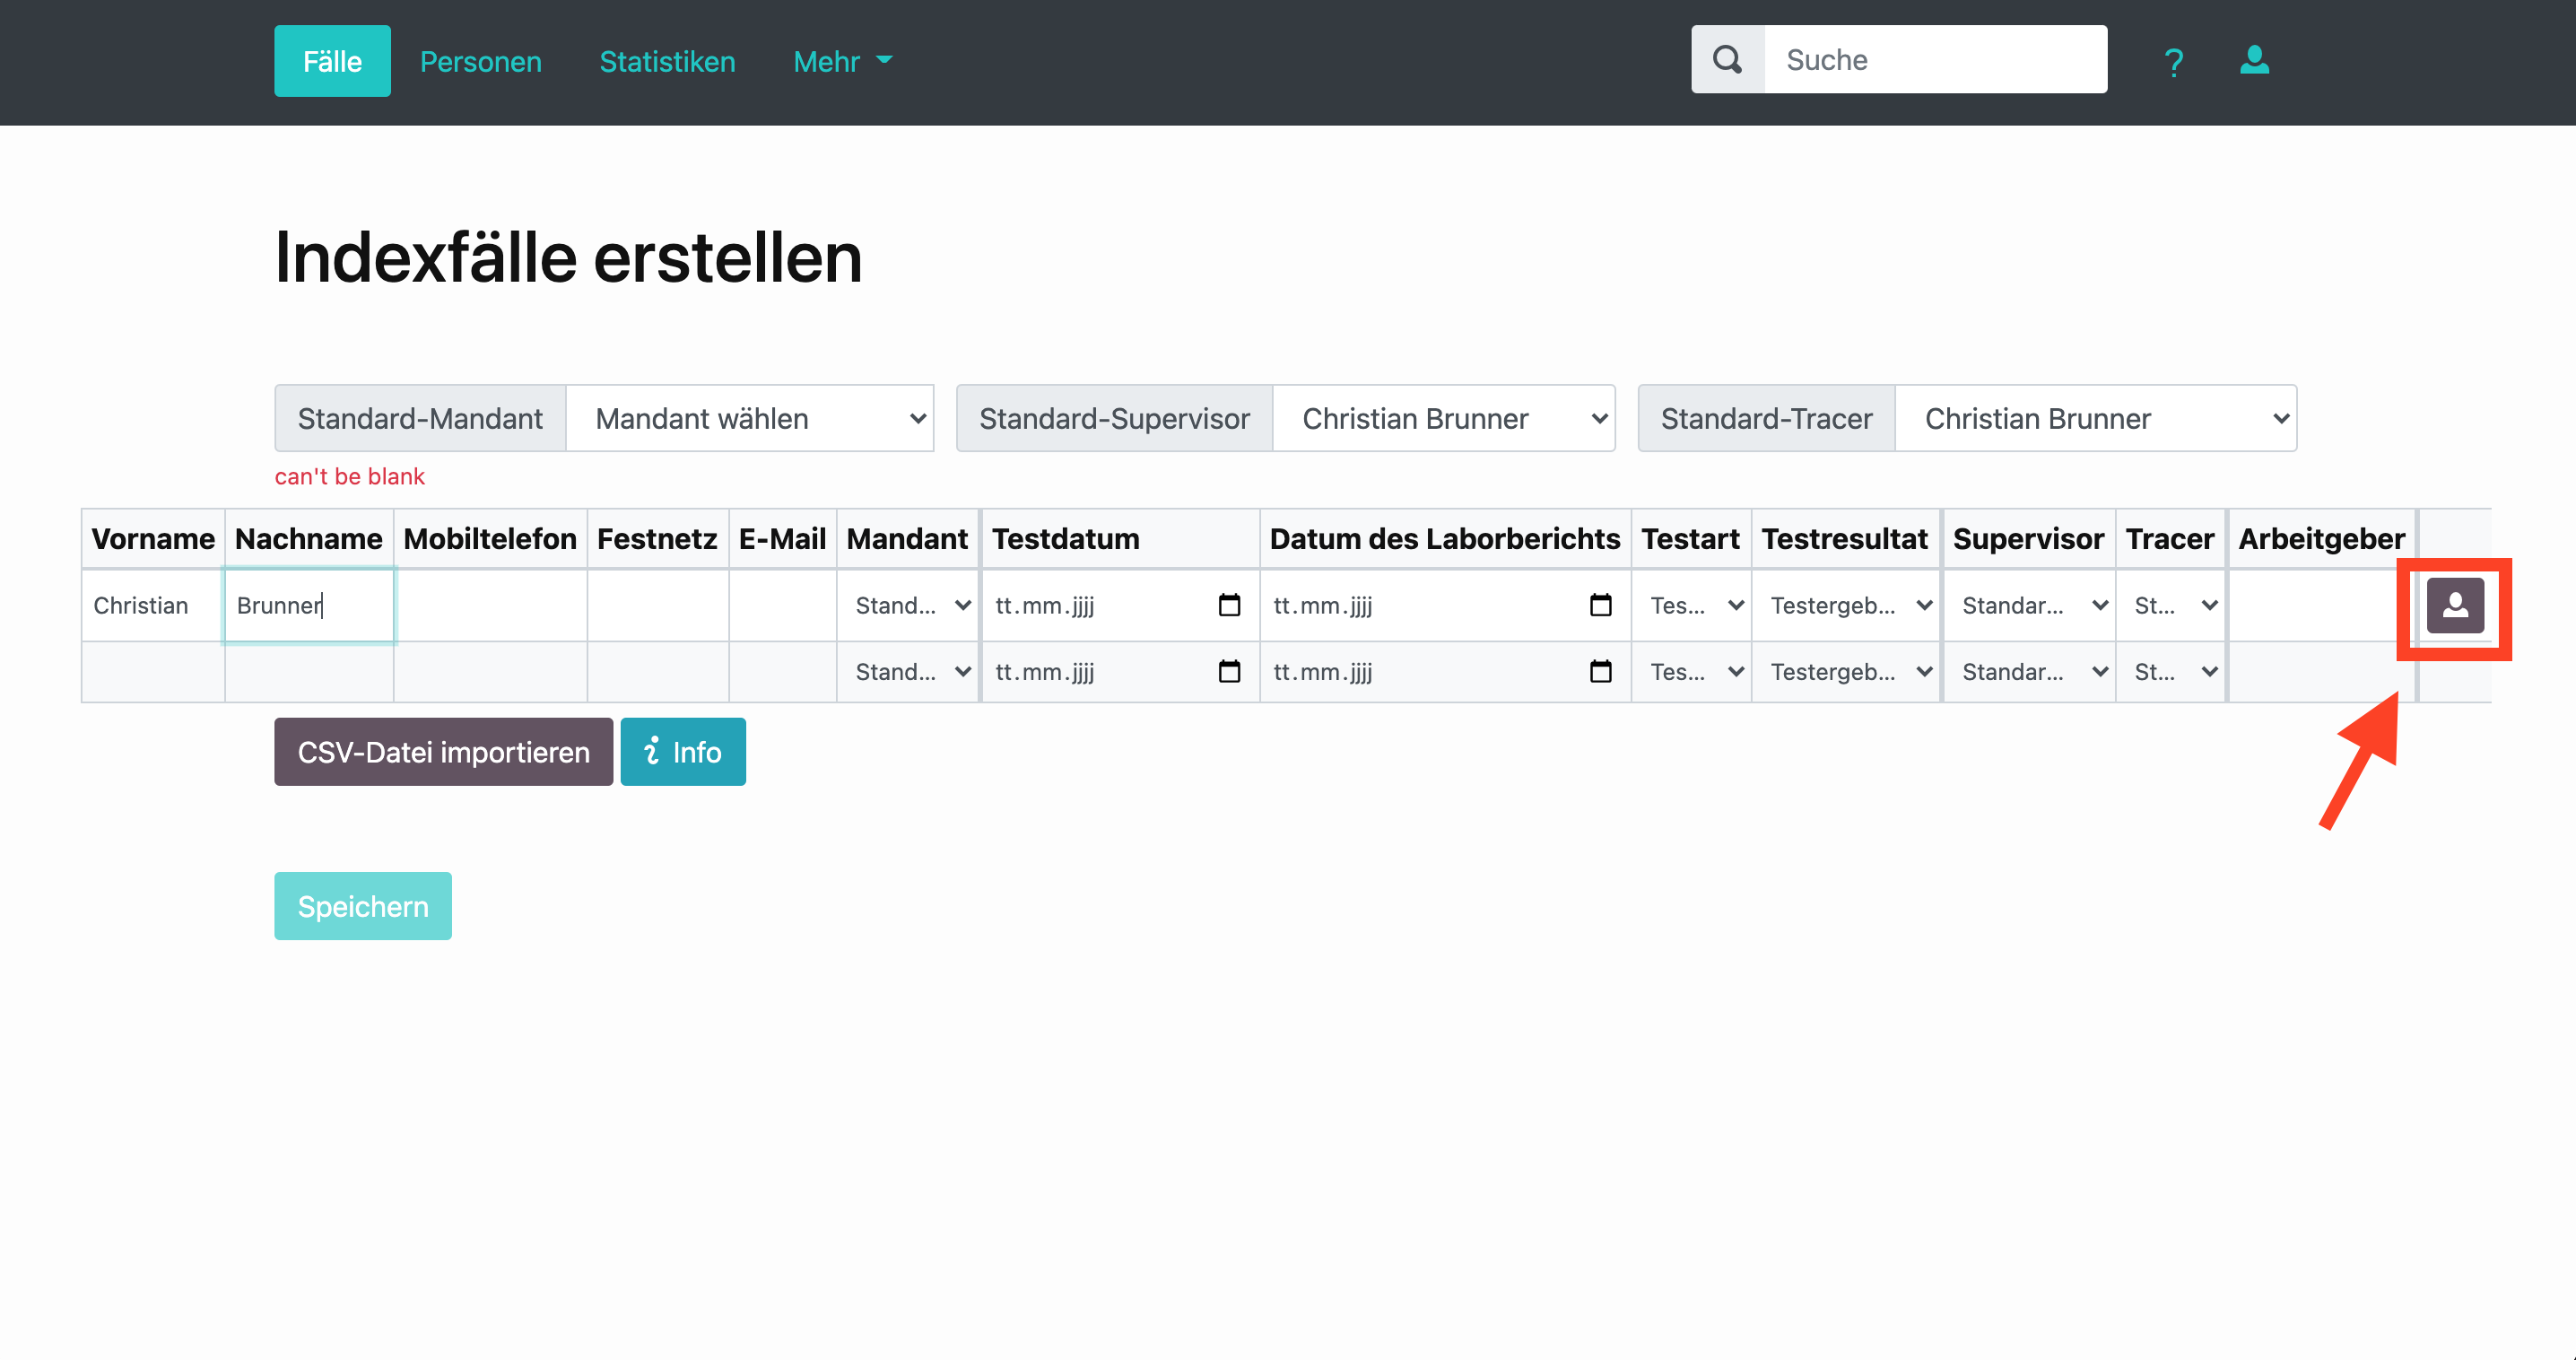 Fälle Personen Statistiken Mehr Suche ?
Indexfälle erstellen
Standard-Mandant Mandant wählen Standard-Supervisor Christian Brunner Standard-Tracer Christian Brunner
can't be blank
Vorname Nachname Mobiltelefon Festnetz E-Mail Mandant Testdatum Datum des Laborberichts Testart Testresultat Supervisor Tracer Arbeitgeber
Christian Brunner Stand... tt.mm.jjjj tt.mm.jjjj Tes... Testergeb... Standar... St...
Stand... tt.mm.jjjj tt.mm.jjjj Tes... Testergeb... Standar... St...
CSV-Datei importieren Info
Speichern